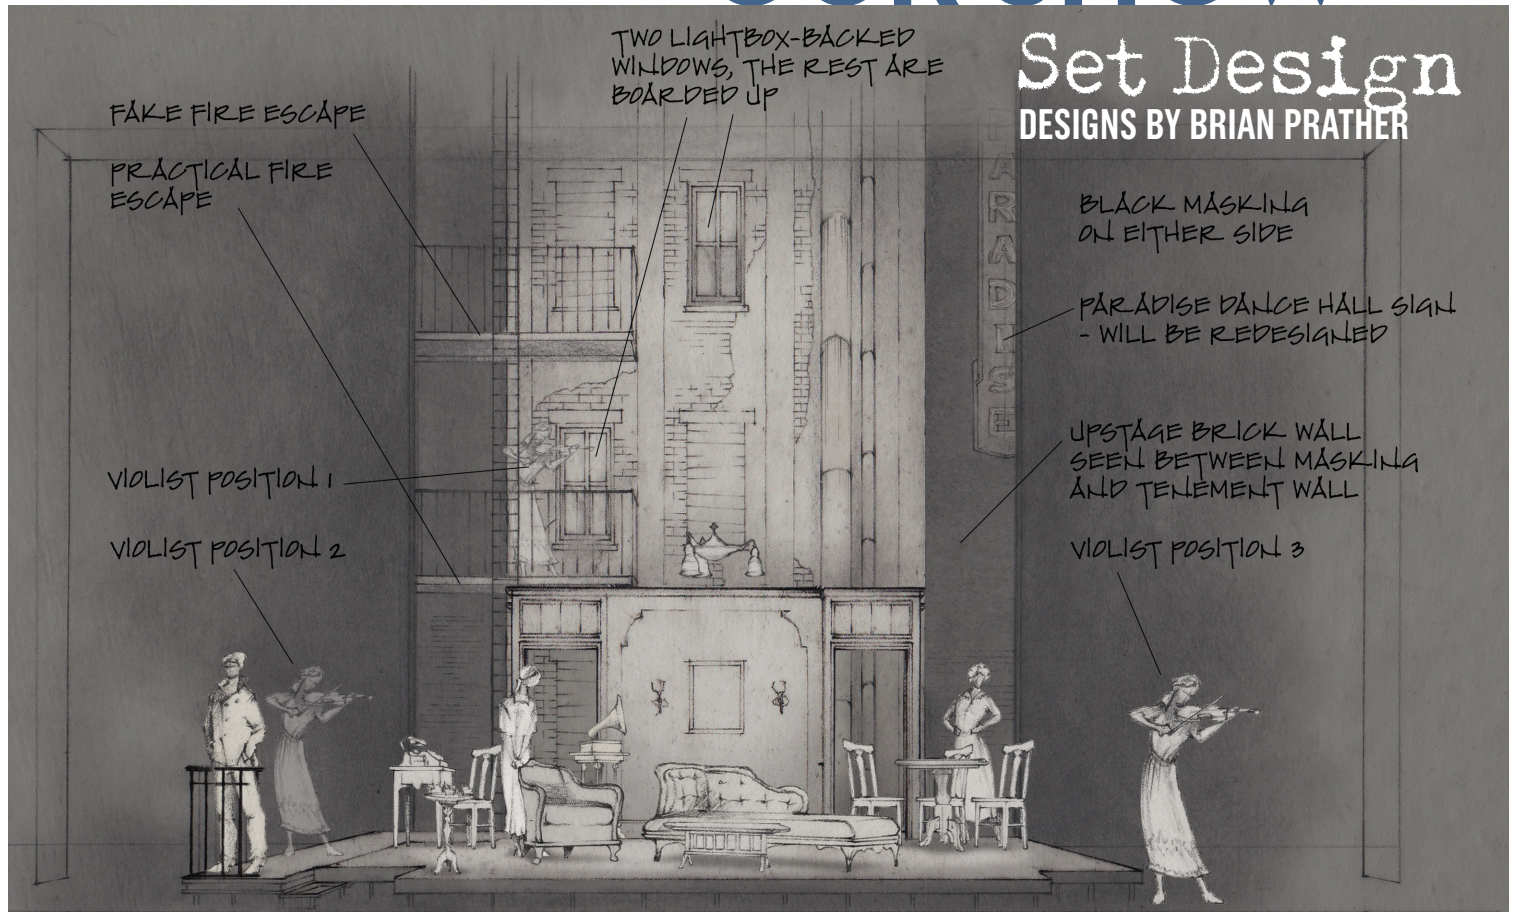 Set Design
DESIGNS BY BRIAN PRATHER
TWO LIGHTBOX-BACKED
WINDOWS, THE REST ARE
BOARDED UP
FAKE FIRE ESCAPE
PRACTICAL FIRE
ESCAPE
VIOLIST POSITION 1
VIOLIST POSITION 2
BLACK MASKING
ON EITHER SIDE
PARADISE DANCE HALL SIGN
- WILL BE REDESIGNED
UPSTAGE BRICK WALL
SEEN BETWEEN MASKING
AND TENEMENT WALL
VIOLIST POSITION 3
PARADISE